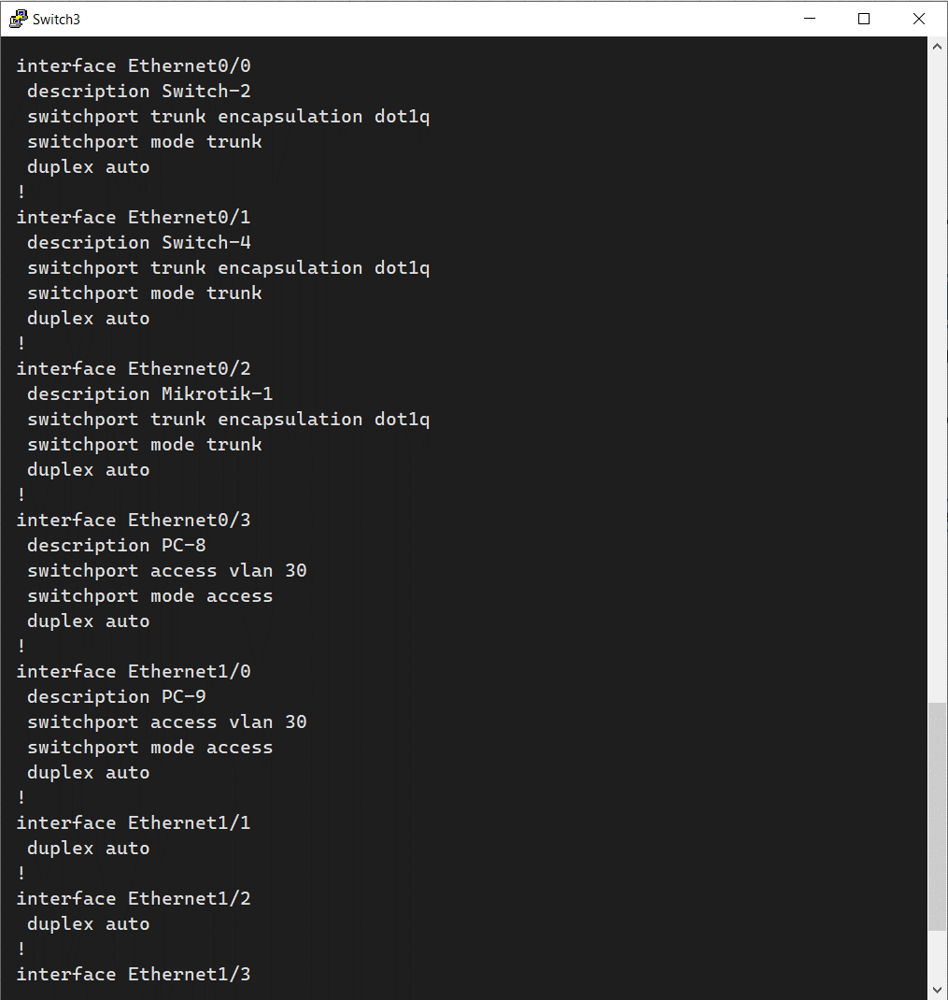 Switch3
interface Ethernet0/0
 description Switch-2
 switchport trunk encapsulation dot1q
 switchport mode trunk
 duplex auto
!
interface Ethernet0/1
 description Switch-4
 switchport trunk encapsulation dot1q
 switchport mode trunk
 duplex auto
!
interface Ethernet0/2
 description Mikrotik-1
 switchport trunk encapsulation dot1q
 switchport mode trunk
 duplex auto
!
interface Ethernet0/3
 description PC-8
 switchport access vlan 30
 switchport mode access
 duplex auto
!
interface Ethernet1/0
 description PC-9
 switchport access vlan 30
 switchport mode access
 duplex auto
!
interface Ethernet1/1
 duplex auto
!
interface Ethernet1/2
 duplex auto
!
interface Ethernet1/3